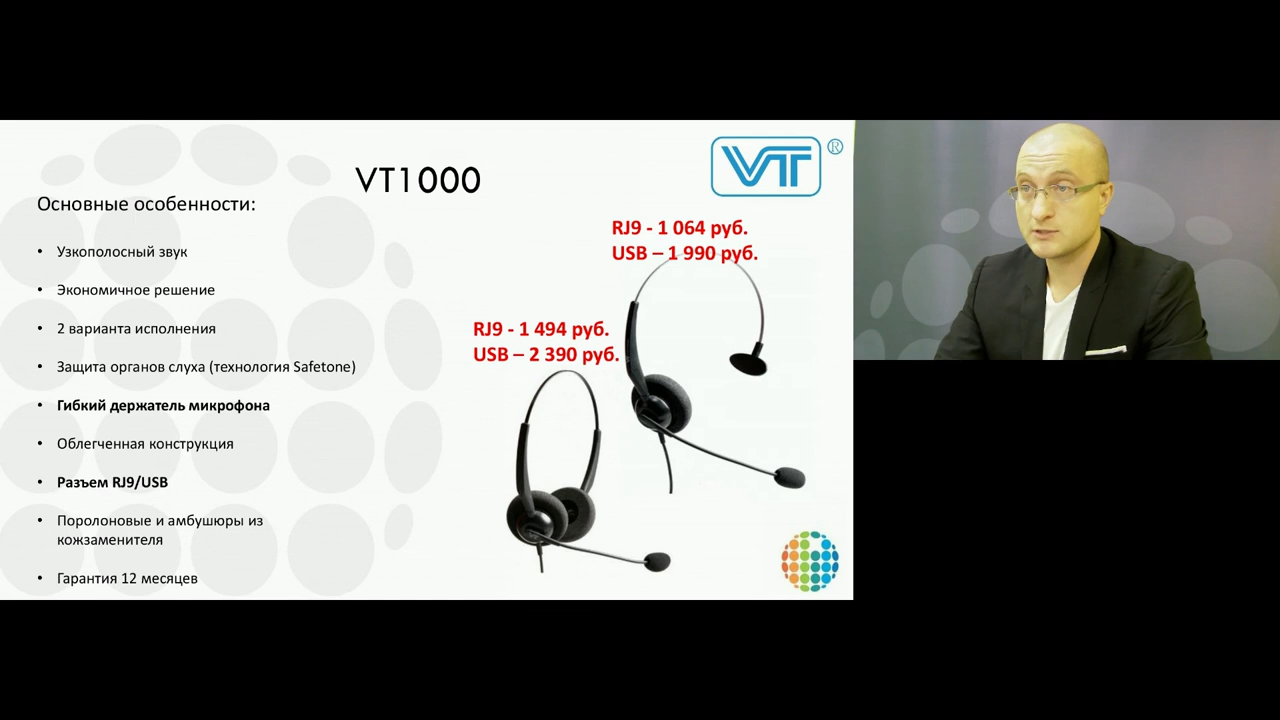 VT ®
VT1000
Основные особенности:
• Узкополосный звук
• Экономичное решение
• 2 варианта исполнения
• Защита органов слуха (технология Safetone)
• Гибкий держатель микрофона
• Облегченная конструкция
• Разъем RJ9/USB
• Поролоновые и амбушюры из
кожзаменителя
• Гарантия 12 месяцев
RJ9 - 1 064 руб.
USB – 1 990 руб.
RJ9 - 1 494 руб.
USB – 2 390 руб.